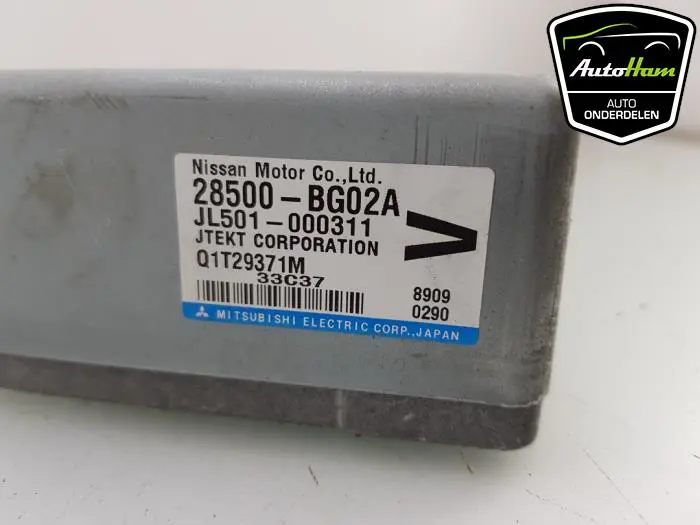 AutoHam
AUTO
ONDERDELEN
Nissan Motor Co.,Ltd.
28500-BG02A
JL501-000311
JTEKT CORPORATION
Q1T29371M
33C37
V
8909
0290
MITSUBISHI ELECTRIC CORP.,JAPAN